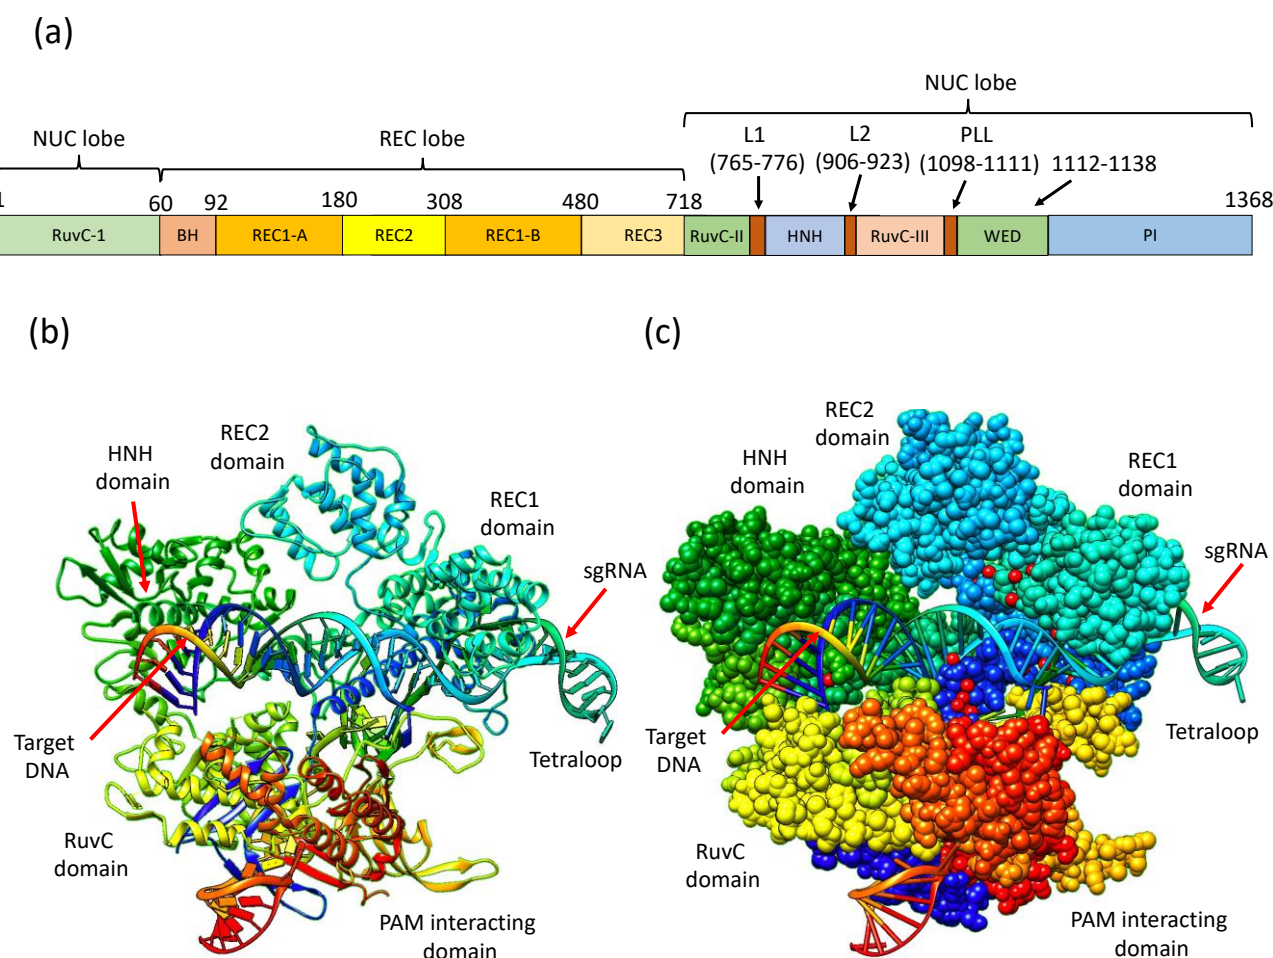 (a)
NUC lobe
NUC lobe
REC lobe
L1
L2
PLL
(765-776)
(906-923)
(1098-1111)
1112-1138
1
60
92
180
308
480
718
1368
RuvC-1
BH
REC1-A
REC2
REC1-B
REC3
RuvC-II
HNH
RuvC-III
WED
PI
(b)
REC2
domain
HNH
domain
REC1
domain
sgRNA
Target
DNA
Tetraloop
RuvC
domain
PAM interacting
domain
(c)
REC2
domain
HNH
domain
REC1
domain
sgRNA
Target
DNA
Tetraloop
RuvC
domain
PAM interacting
domain